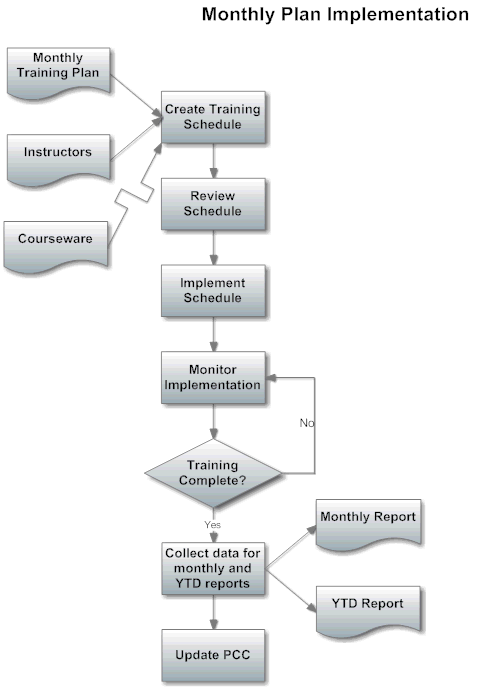 Monthly Plan Implementation
Monthly
Training Plan
Create Training
Schedule
Instructors
Review
Schedule
Courseware
Implement
Schedule
Monitor
Implementation
No
Training
Complete?
Yes
Monthly Report
Collect data for
monthly and
YTD reports
YTD Report
Update PCC